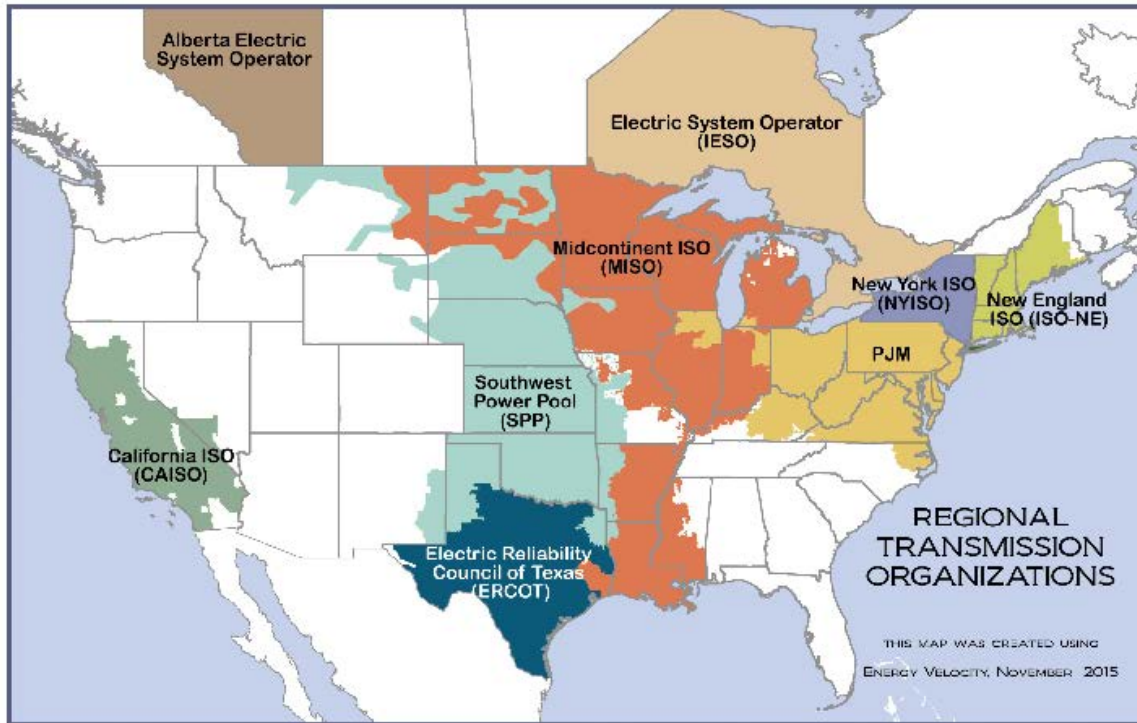 Alberta Electric
System Operator
Electric System Operator
(IESO)
Midcontinent ISO
(MISO)
New York ISO
(NYISO)
New England
ISO (ISO-NE)
PJM
Southwest
Power Pool
(SPP)
California ISO
(CAISO)
Electric Reliability
Council of Texas
(ERCOT)
REGIONAL
TRANSMISSION
ORGANIZATIONS
THIS MAP WAS CREATED USING
ENERGY VELOCITY, NOVEMBER 2015